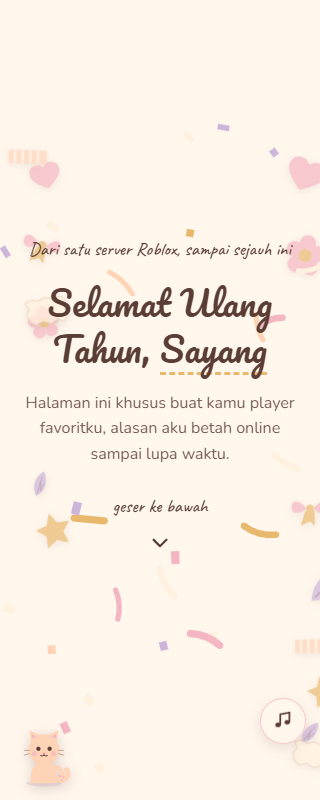 Dari satu server Roblox, sampai sejauh ini
Selamat Ulang
Tahun, Sayang
Halaman ini khusus buat kamu player
favoritku, alasan aku betah online
sampai lupa waktu.
geser ke bawah